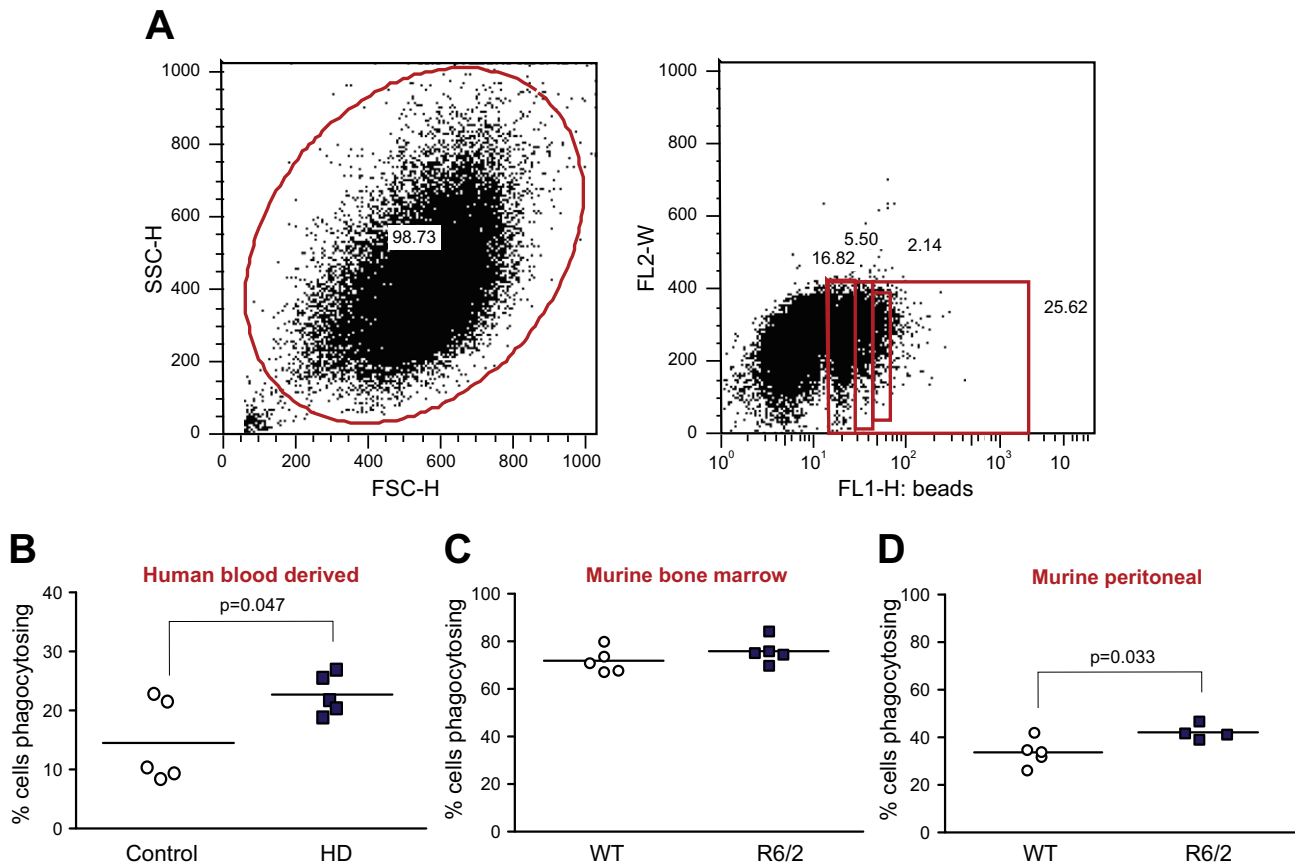 A
1000
800
600
400
200
0
SSC-H
98.73
0 200 400 600 800 1000
FSC-H
1000
800
600
400
200
0
FL2-W
16.82
5.50
2.14
25.62
10⁰ 10¹ 10² 10³ 10
FL1-H: beads
B
Human blood derived
40
30
20
10
0
% cells phagocytosing
p=0.047
Control HD
C
Murine bone marrow
100
80
60
40
20
0
% cells phagocytosing
WT R6/2
D
Murine peritoneal
100
80
60
40
20
0
% cells phagocytosing
p=0.033
WT R6/2